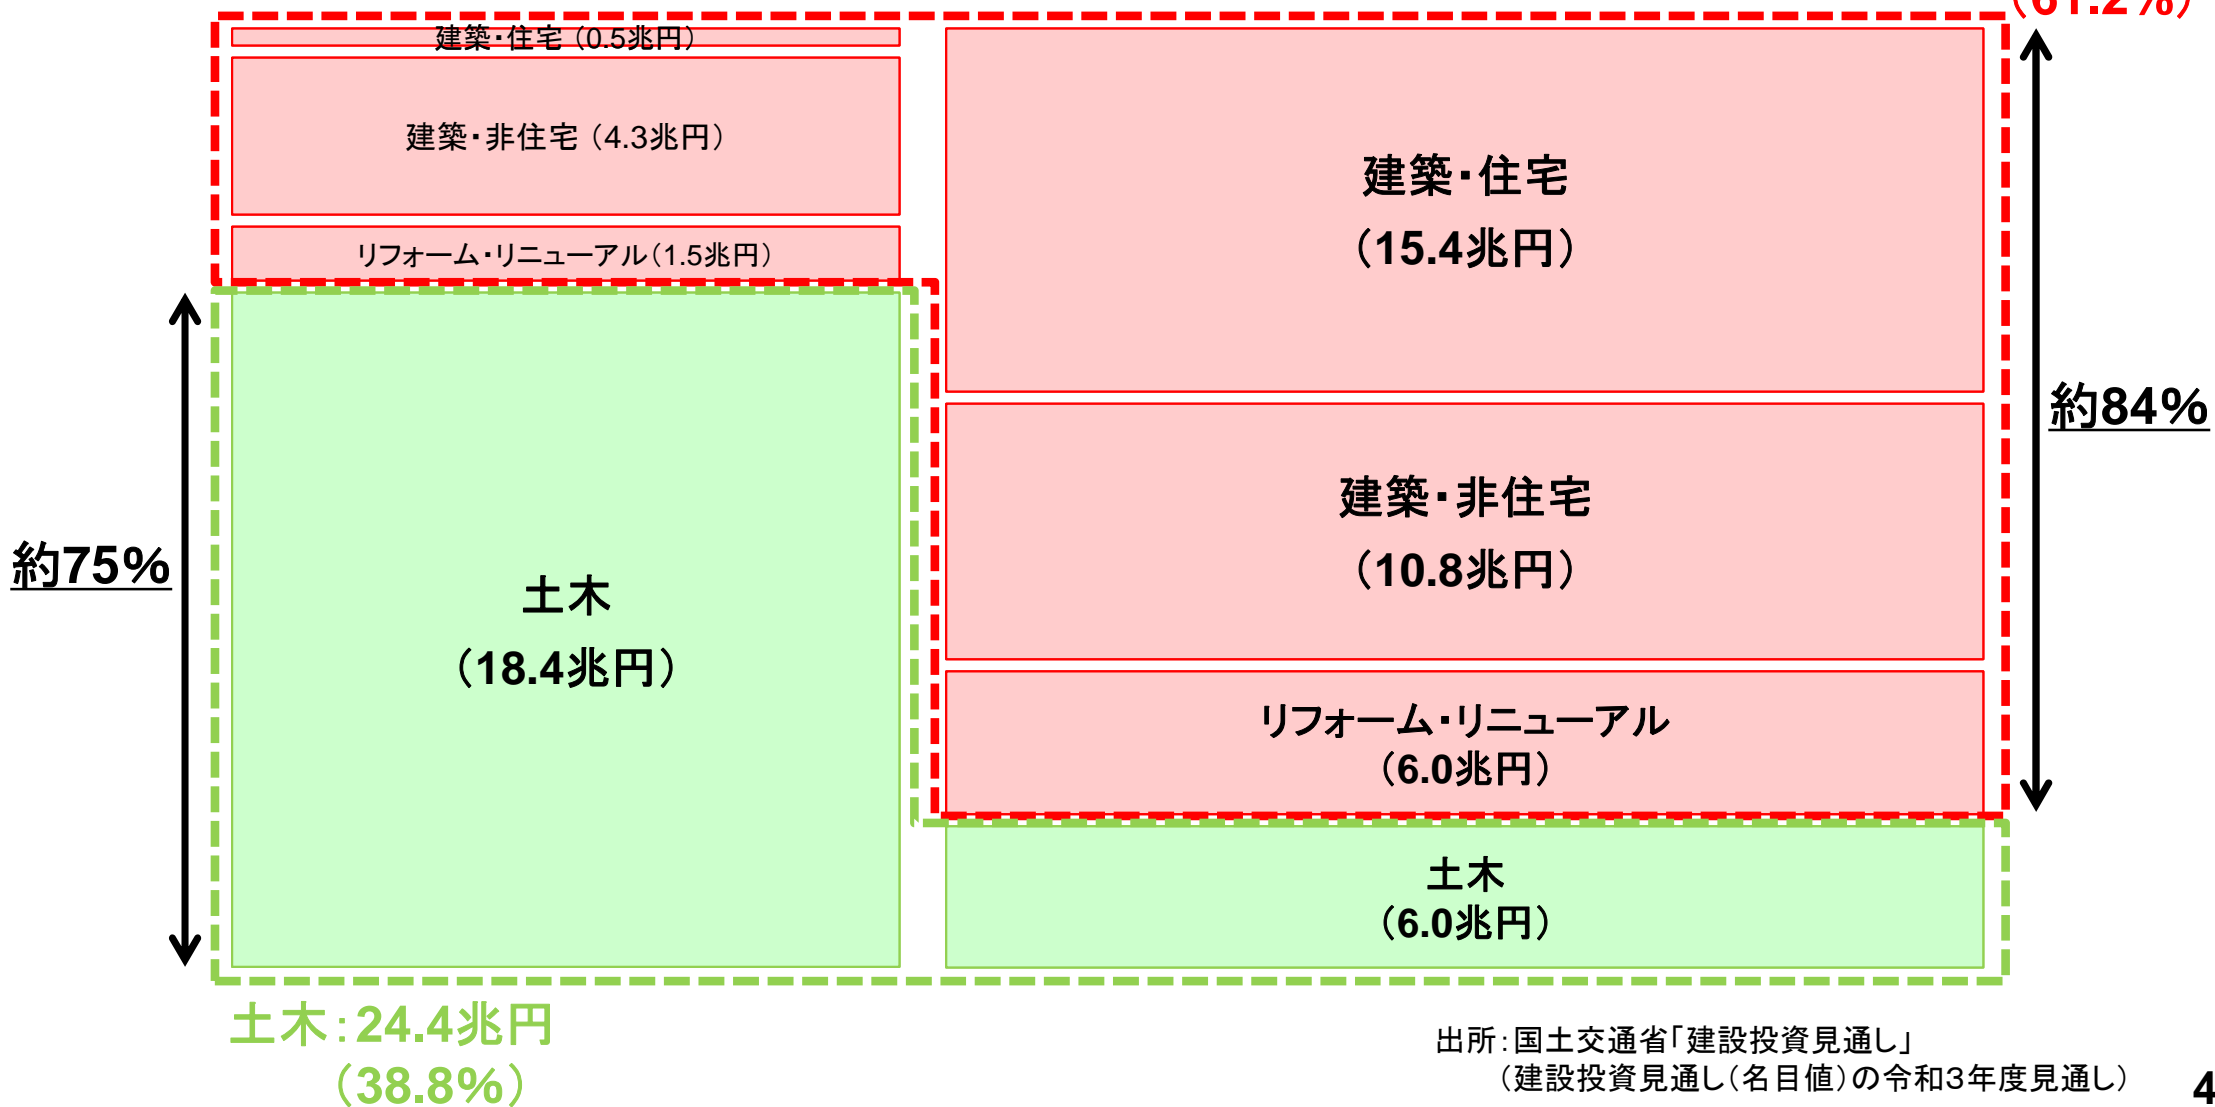 (61.2%)
建築・住宅（0.5兆円）
建築・非住宅（4.3兆円）
リフォーム・リニューアル（1.5兆円）
約75%
土木
（18.4兆円）
建築・住宅
（15.4兆円）
建築・非住宅
（10.8兆円）
リフォーム・リニューアル
（6.0兆円）
約84%
土木
（6.0兆円）
土木：24.4兆円
（38.8%）
出所：国土交通省「建設投資見通し」
（建設投資見通し（名目値）の令和3年度見通し）
4